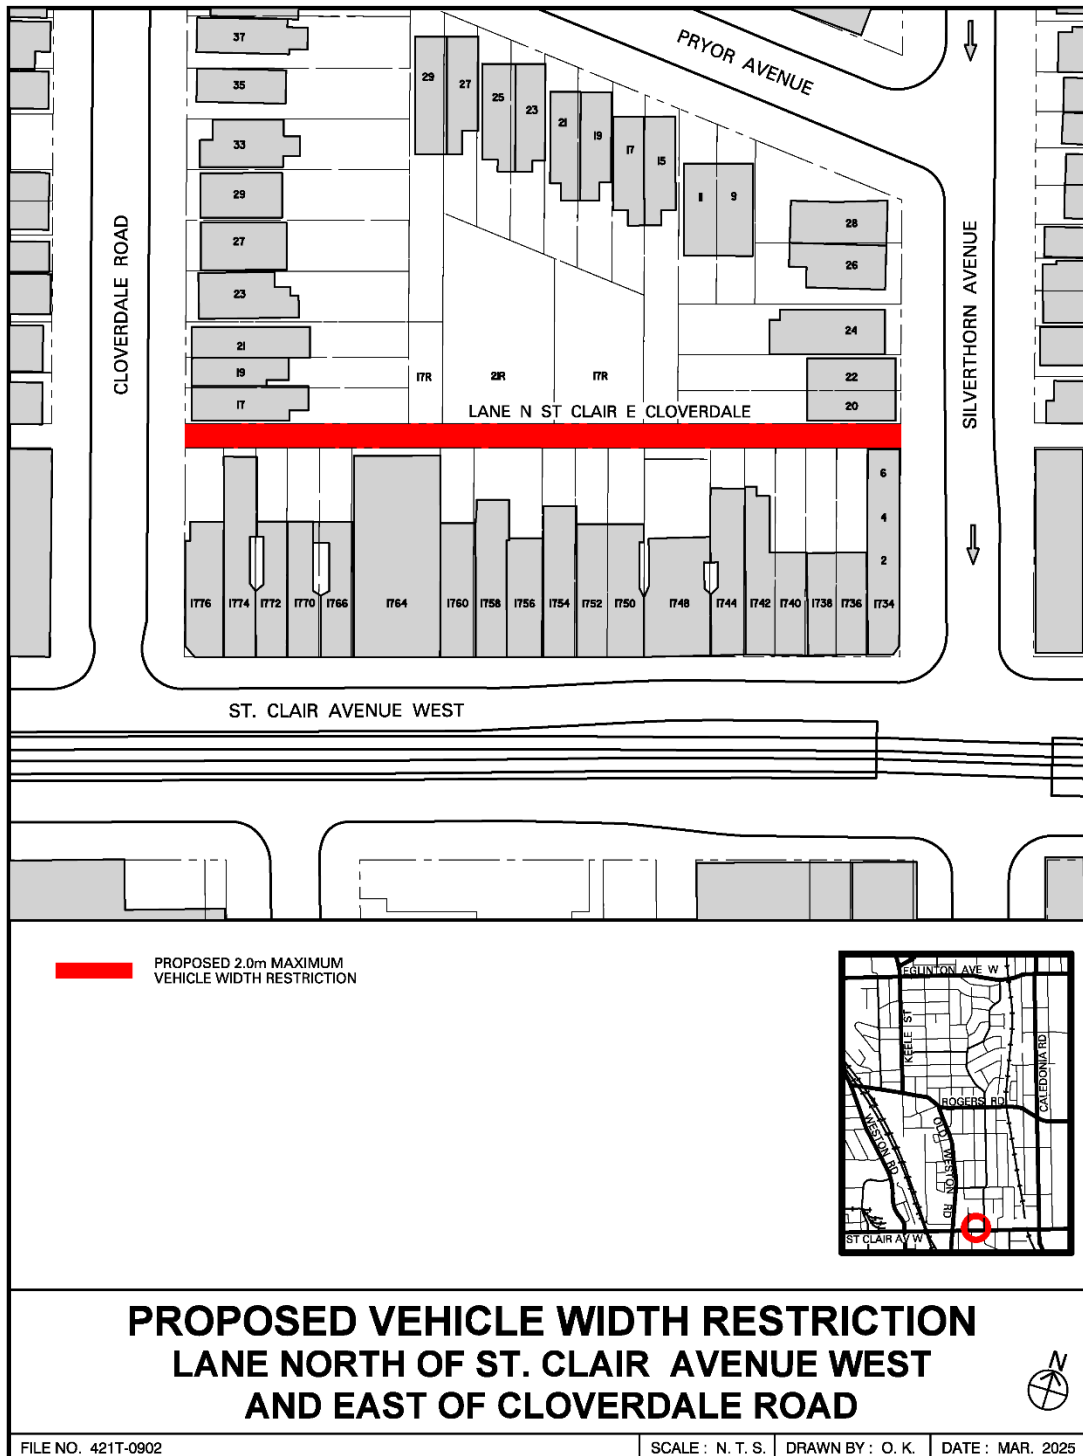 37
35
33
29
27
23
21
19
17
29
27
25
23
21
19
17
15
11
9
28
26
24
22
20
PRYOR AVENUE
CLOVERDALE ROAD
SILVERTHORN AVENUE
17R
21R
17R
LANE N ST CLAIR E CLOVERDALE
6
4
2
1776
1774
1772
1770
1766
1764
1760
1758
1756
1754
1752
1750
1748
1744
1742
1740
1738
1736
1734
ST. CLAIR AVENUE WEST
PROPOSED 2.0m MAXIMUM
VEHICLE WIDTH RESTRICTION
EGLINTON AVE W
KEELE ST
CALEDONIA RD
ROGERS RD
WESTON RD
OLD WESTON RD
ST CLAIR AV W
PROPOSED VEHICLE WIDTH RESTRICTION
LANE NORTH OF ST. CLAIR AVENUE WEST
AND EAST OF CLOVERDALE ROAD
N
FILE NO. 421T-0902
SCALE : N. T. S.
DRAWN BY : O. K.
DATE : MAR. 2025